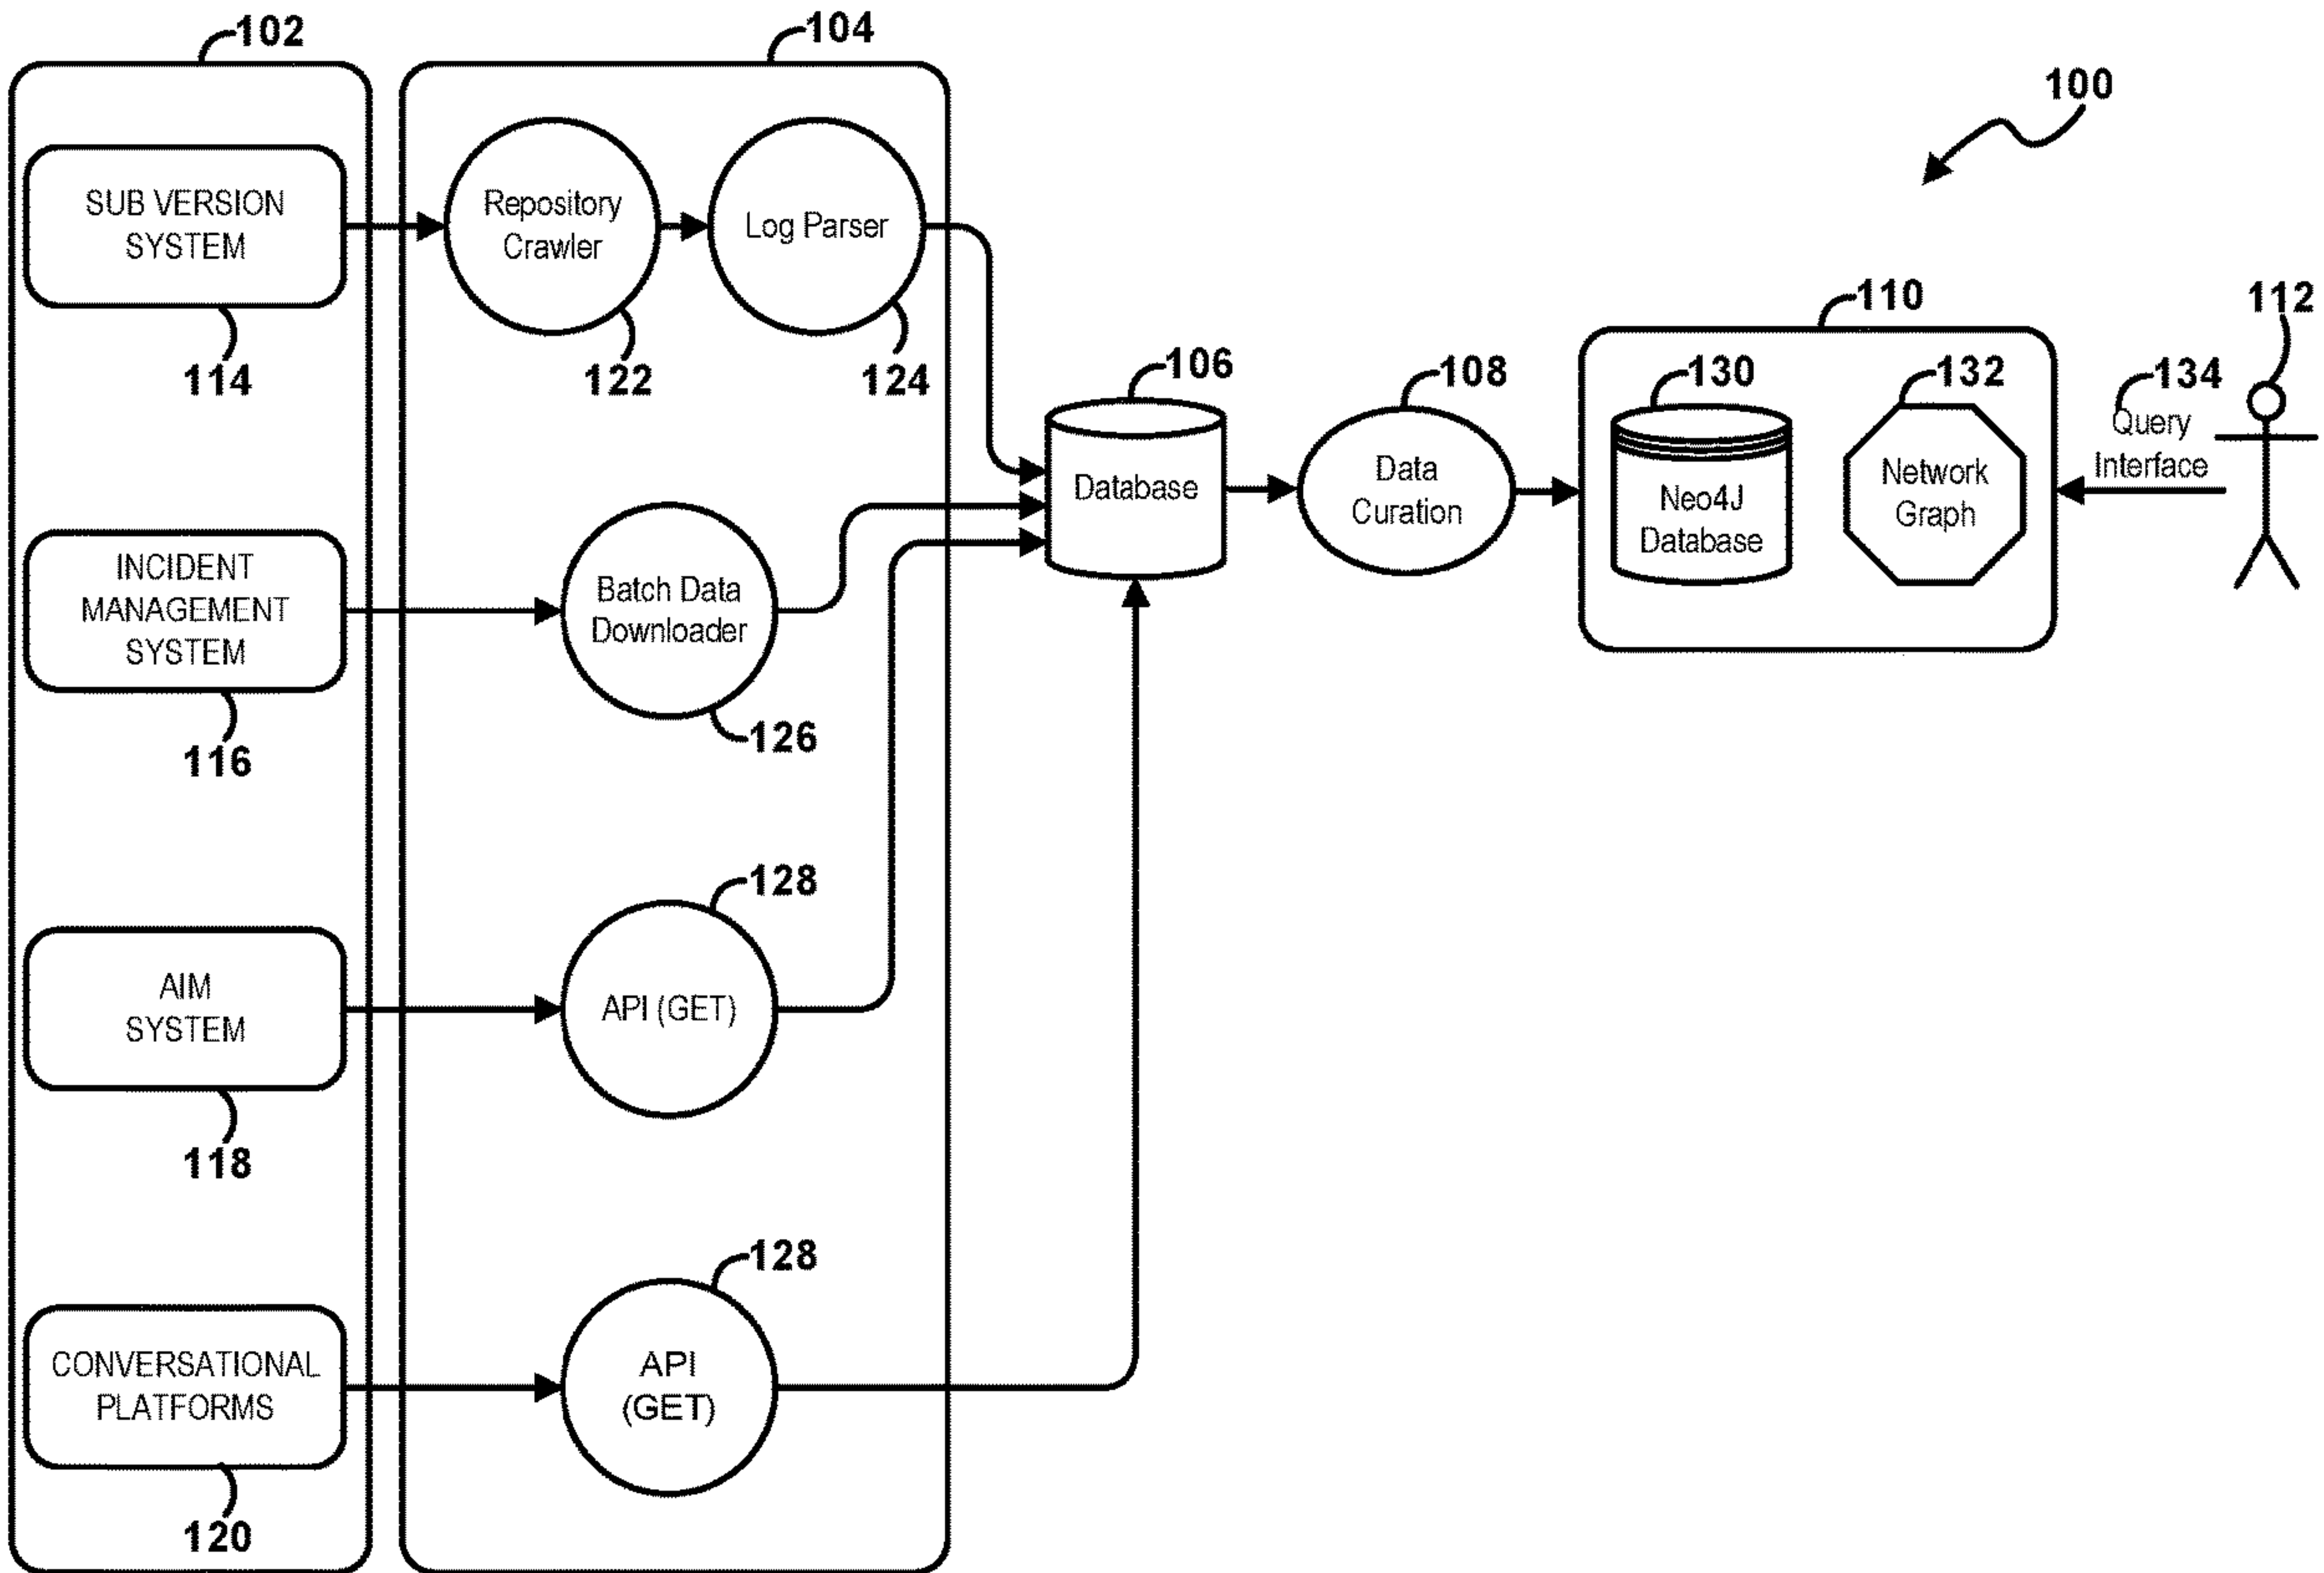 102
104
100
SUB VERSION
SYSTEM
114
Repository
Crawler
122
Log Parser
124
106
Database
108
Data
Curation
110
130
Neo4J
Database
132
Network
Graph
134
Query
Interface
112
INCIDENT
MANAGEMENT
SYSTEM
116
Batch Data
Downloader
126
AIM
SYSTEM
118
128
API (GET)
CONVERSATIONAL
PLATFORMS
120
128
API
(GET)